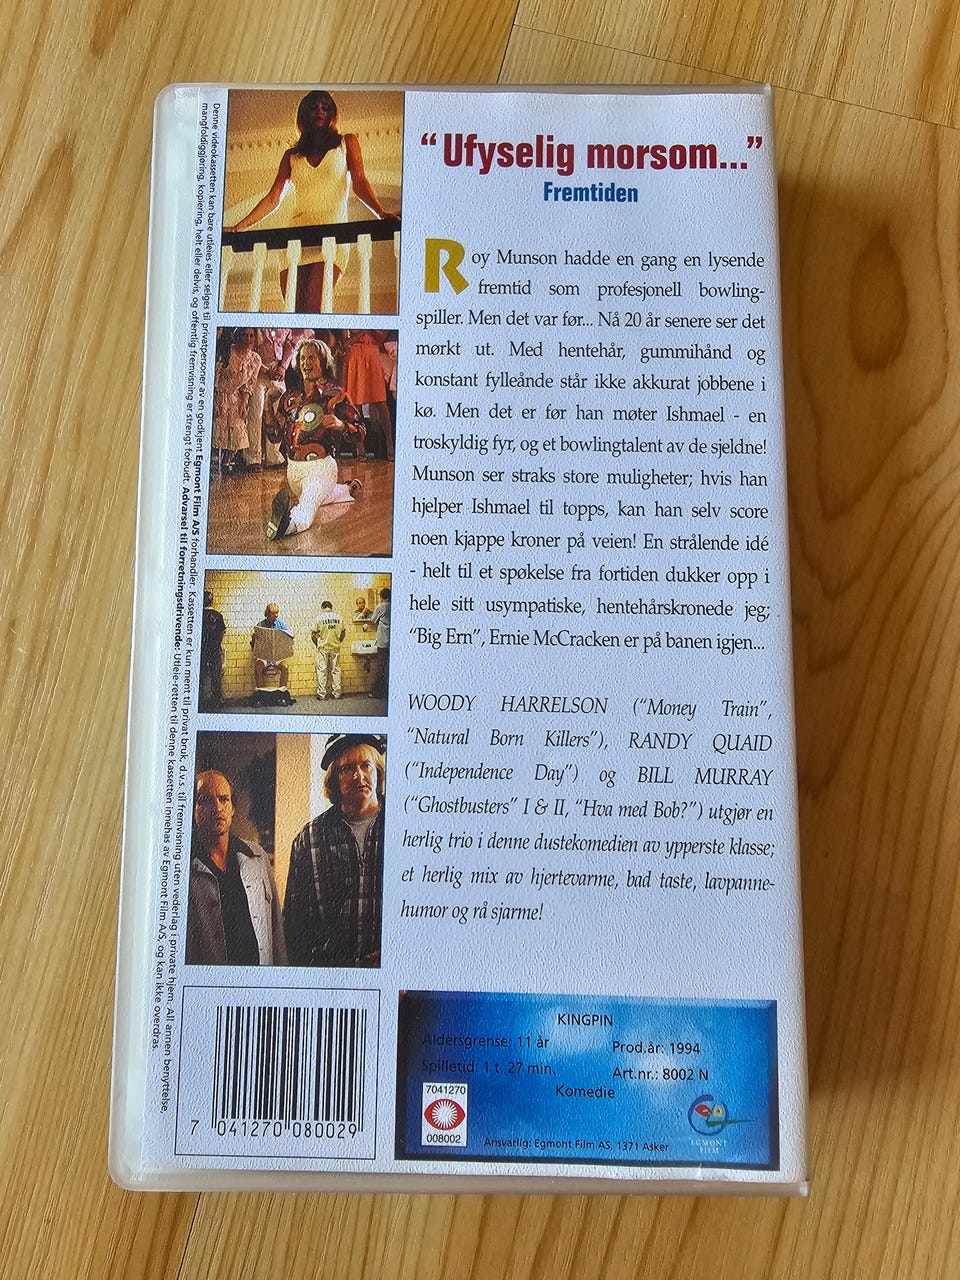 “Ufyselig morsom...”
Fremtiden
Roy Munson hadde en gang en lysende
fremtid som profesjonell bowling-
spiller. Men det var før... Nå 20 år senere ser det
mørkt ut. Med hentehår, gummihånd og
konstant fylleånde står ikke akkurat jobbene i
kø. Men det er før han møter Ishmael - en
troskyldig fyr, og et bowlingtalent av de sjeldne!
Munson ser straks store muligheter; hvis han
hjelper Ishmael til topps, kan han selv score
noen kjappe kroner på veien! En strålende idé
- helt til et spøkelse fra fortiden dukker opp i
hele sitt usympatiske, hentehårskronede jeg;
“Big Ern”, Ernie McCracken er på banen igjen...
WOODY HARRELSON (“Money Train”,
“Natural Born Killers”), RANDY QUAID
(“Independence Day”) og BILL MURRAY
(“Ghostbusters” I & II, “Hva med Bob?”) utgjør en
herlig trio i denne dustekomedien av ypperste klasse;
et herlig mix av hjertevarme, bad taste, lavpanne-
humor og rå sjarme!
Denne videokassetten kan bare utleies eller selges til privatpersoner av en godkjent Egmont Film A/S forhandler. Kassetten er kun ment til privat bruk, d.v.s. til fremvisning uten vederlag i private hjem. All annen benyttelse,
mangfoldiggjøring, kopiering, helt eller delvis, og offentlig fremvisning er strengt forbudt. Advarsel til forretningsdrivende: Utleie-retten til denne kassetten innehas av Egmont Film A/S, og kan ikke overdras.
7 041270 080029
KINGPIN
Aldersgrense: 11 år
Prod.år: 1994
Spilletid: 1 t. 27 min.
Art.nr.: 8002 N
Komedie
7041270
008002
Ansvarlig: Egmont Film AS, 1371 Asker
EGMONT
FILM